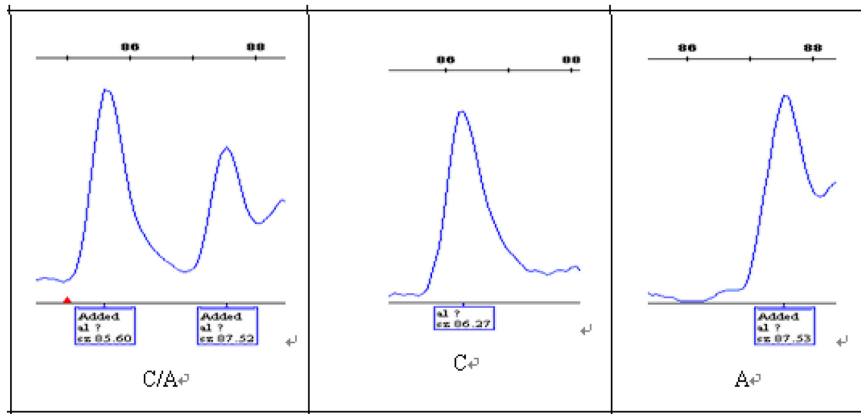 86 88
Added
al ?
sz 85.60
Added
al ?
sz 87.52
C/A
86 88
al ?
sz 86.27
C
86 88
Added
al ?
sz 87.53
A